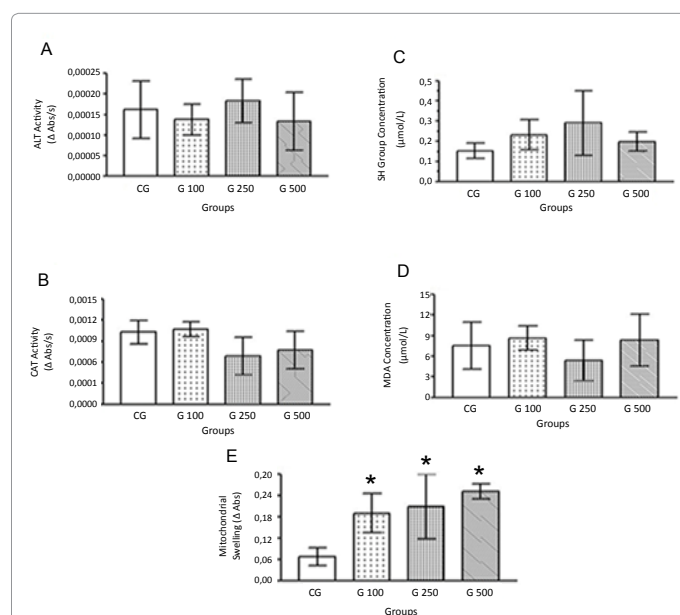 A
0,00025
0,00020
0,00015
0,00010
0,00005
0,00000
ALT Activity
(Δ Abs/s)
CG G 100 G 250 G 500
Groups
C
0,5
0,4
0,3
0,2
0,1
0,0
SH Group Concentration
(μmol/L)
CG G 100 G 250 G 500
Groups
B
0,0015
0,0012
0,0009
0,0006
0,0001
0,0000
CAT Activity
(Δ Abs/s)
CG G 100 G 250 G 500
Groups
D
15
12
9
6
3
0
MDA Concentration
(μmol/L)
CG G 100 G 250 G 500
Groups
E
0,20
0,24
0,18
0,12
0,06
0,00
Mitochondrial
Swelling (Δ Abs)
* * *
CG G 100 G 250 G 500
Groups